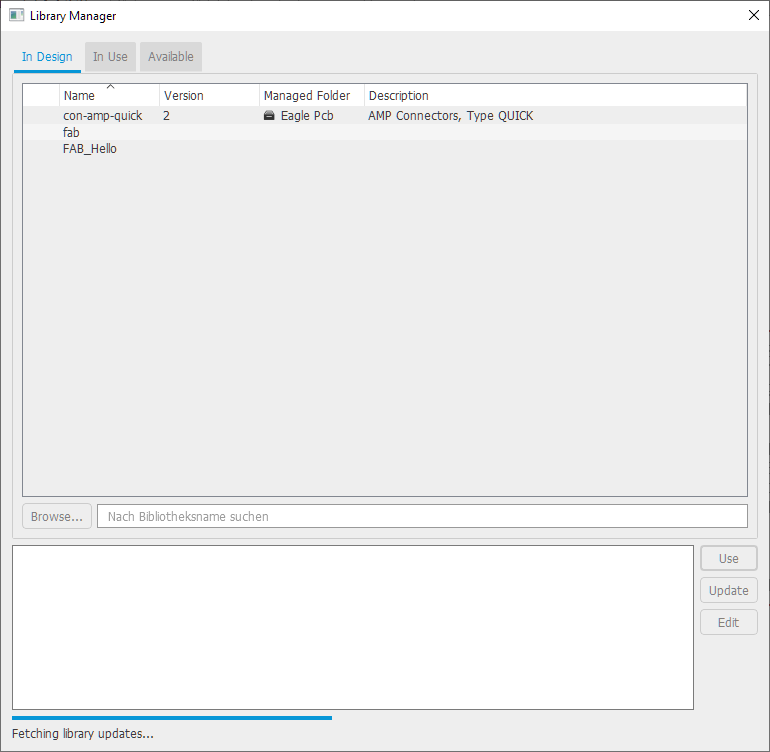 Library Manager
In Design In Use Available
Name Version Managed Folder Description
con-amp-quick 2 Eagle Pcb AMP Connectors, Type QUICK
fab
FAB_Hello
Browse... Nach Bibliotheksname suchen
Use
Update
Edit
Fetching library updates...